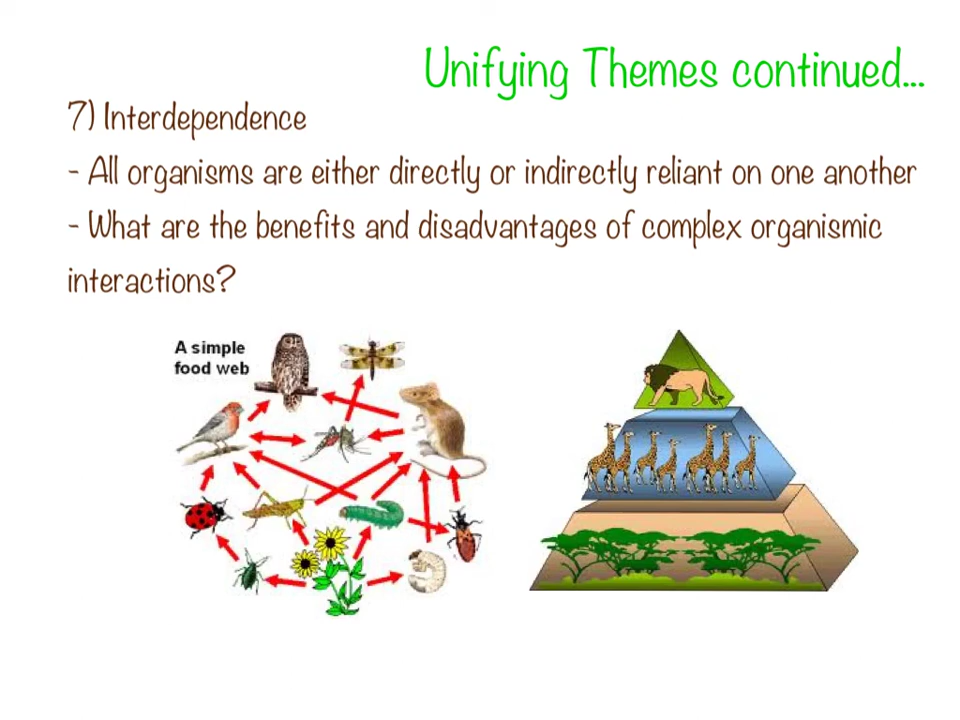 Unifying Themes continued...
7) Interdependence
- All organisms are either directly or indirectly reliant on one another
- What are the benefits and disadvantages of complex organismic
interactions?
A simple
food web